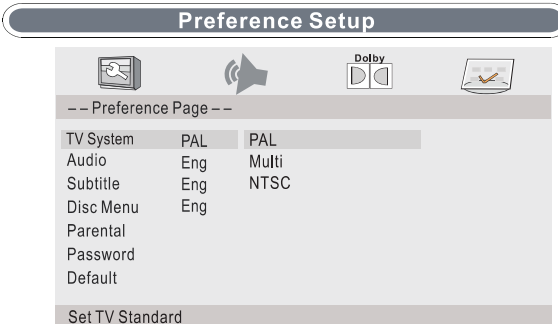 Preference Setup
Dolby
– – Preference Page – –
TV System PAL PAL
Audio Eng Multi
Subtitle Eng NTSC
Disc Menu Eng
Parental
Password
Default
Set TV Standard